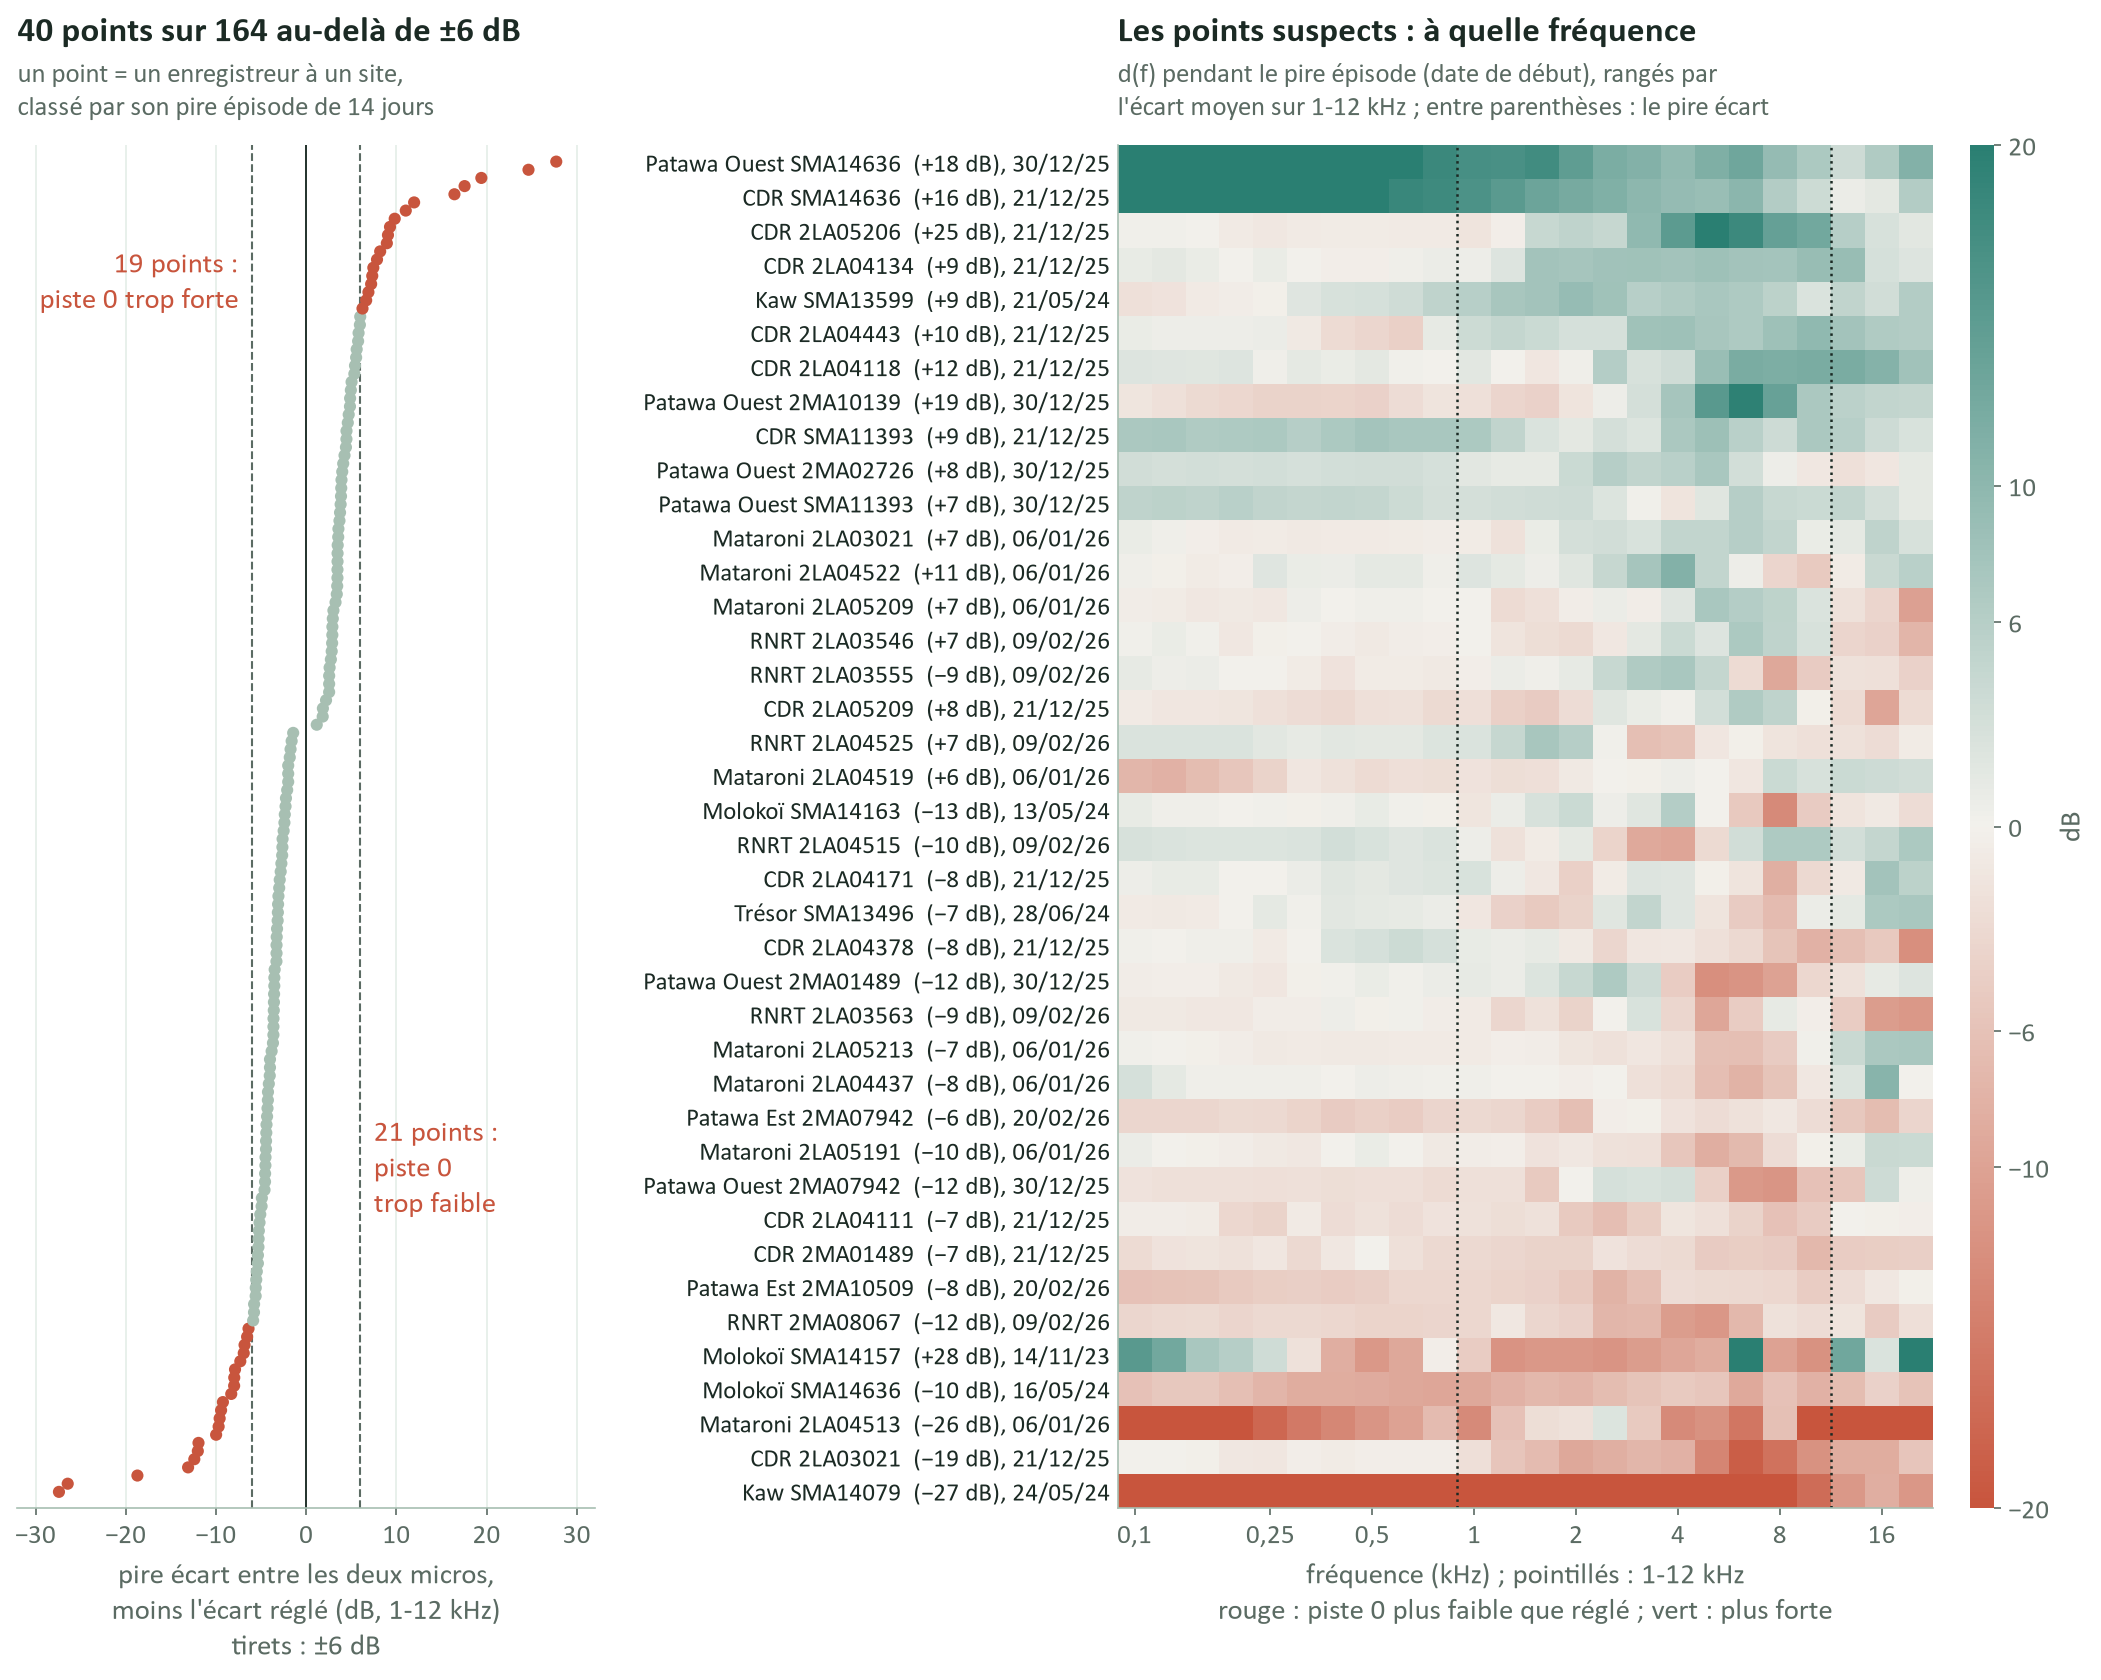 40 points sur 164 au-delà de ±6 dB
un point = un enregistreur à un site,
classé par son pire épisode de 14 jours
19 points :
piste 0 trop forte
21 points :
piste 0
trop faible
−30 −20 −10 0 10 20 30
pire écart entre les deux micros,
moins l'écart réglé (dB, 1-12 kHz)
tirets : ±6 dB
Les points suspects : à quelle fréquence
d(f) pendant le pire épisode (date de début), rangés par
l'écart moyen sur 1-12 kHz ; entre parenthèses : le pire écart
Patawa Ouest SMA14636 (+18 dB), 30/12/25
CDR SMA14636 (+16 dB), 21/12/25
CDR 2LA05206 (+25 dB), 21/12/25
CDR 2LA04134 (+9 dB), 21/12/25
Kaw SMA13599 (+9 dB), 21/05/24
CDR 2LA04443 (+10 dB), 21/12/25
CDR 2LA04118 (+12 dB), 21/12/25
Patawa Ouest 2MA10139 (+19 dB), 30/12/25
CDR SMA11393 (+9 dB), 21/12/25
Patawa Ouest 2MA02726 (+8 dB), 30/12/25
Patawa Ouest SMA11393 (+7 dB), 30/12/25
Mataroni 2LA03021 (+7 dB), 06/01/26
Mataroni 2LA04522 (+11 dB), 06/01/26
Mataroni 2LA05209 (+7 dB), 06/01/26
RNRT 2LA03546 (+7 dB), 09/02/26
RNRT 2LA03555 (−9 dB), 09/02/26
CDR 2LA05209 (+8 dB), 21/12/25
RNRT 2LA04525 (+7 dB), 09/02/26
Mataroni 2LA04519 (+6 dB), 06/01/26
Molokoï SMA14163 (−13 dB), 13/05/24
RNRT 2LA04515 (−10 dB), 09/02/26
CDR 2LA04171 (−8 dB), 21/12/25
Trésor SMA13496 (−7 dB), 28/06/24
CDR 2LA04378 (−8 dB), 21/12/25
Patawa Ouest 2MA01489 (−12 dB), 30/12/25
RNRT 2LA03563 (−9 dB), 09/02/26
Mataroni 2LA05213 (−7 dB), 06/01/26
Mataroni 2LA04437 (−8 dB), 06/01/26
Patawa Est 2MA07942 (−6 dB), 20/02/26
Mataroni 2LA05191 (−10 dB), 06/01/26
Patawa Ouest 2MA07942 (−12 dB), 30/12/25
CDR 2LA04111 (−7 dB), 21/12/25
CDR 2MA01489 (−7 dB), 21/12/25
Patawa Est 2MA10509 (−8 dB), 20/02/26
RNRT 2MA08067 (−12 dB), 09/02/26
Molokoï SMA14157 (+28 dB), 14/11/23
Molokoï SMA14636 (−10 dB), 16/05/24
Mataroni 2LA04513 (−26 dB), 06/01/26
CDR 2LA03021 (−19 dB), 21/12/25
Kaw SMA14079 (−27 dB), 24/05/24
0,1 0,25 0,5 1 2 4 8 16
fréquence (kHz) ; pointillés : 1-12 kHz
rouge : piste 0 plus faible que réglé ; vert : plus forte
20
10
6
0
−6
−10
−20
dB